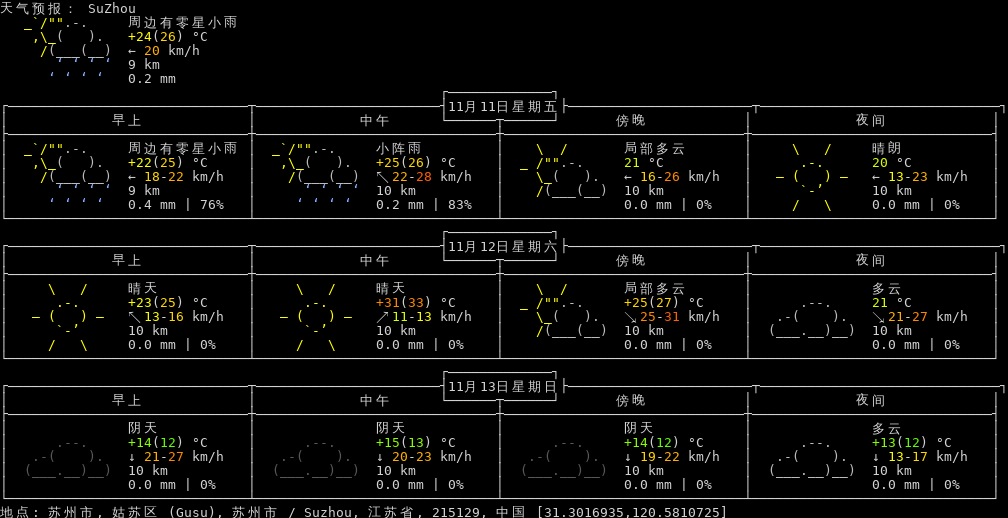 天气预报: SuZhou
周边有零星小雨
+24(26) °C
← 20 km/h
9 km
0.2 mm
11月11日星期五
早上 中午 傍晚 夜间
周边有零星小雨 小阵雨 局部多云 晴朗
+22(25) °C +25(26) °C 21 °C 20 °C
← 18-22 km/h ↖ 22-28 km/h ← 16-26 km/h ← 13-23 km/h
9 km 10 km 10 km 10 km
0.4 mm | 76% 0.2 mm | 83% 0.0 mm | 0% 0.0 mm | 0%
11月12日星期六
早上 中午 傍晚 夜间
晴天 晴天 局部多云 多云
+23(25) °C +31(33) °C +25(27) °C 21 °C
↖ 13-16 km/h ↗ 11-13 km/h ↘ 25-31 km/h ↘ 21-27 km/h
10 km 10 km 10 km 10 km
0.0 mm | 0% 0.0 mm | 0% 0.0 mm | 0% 0.0 mm | 0%
11月13日星期日
早上 中午 傍晚 夜间
阴天 阴天 阴天 多云
+14(12) °C +15(13) °C +14(12) °C +13(12) °C
↓ 21-27 km/h ↓ 20-23 km/h ↓ 19-22 km/h ↓ 13-17 km/h
10 km 10 km 10 km 10 km
0.0 mm | 0% 0.0 mm | 0% 0.0 mm | 0% 0.0 mm | 0%
地点: 苏州市, 姑苏区 (Gusu), 苏州市 / Suzhou, 江苏省, 215129, 中国 [31.3016935,120.5810725]